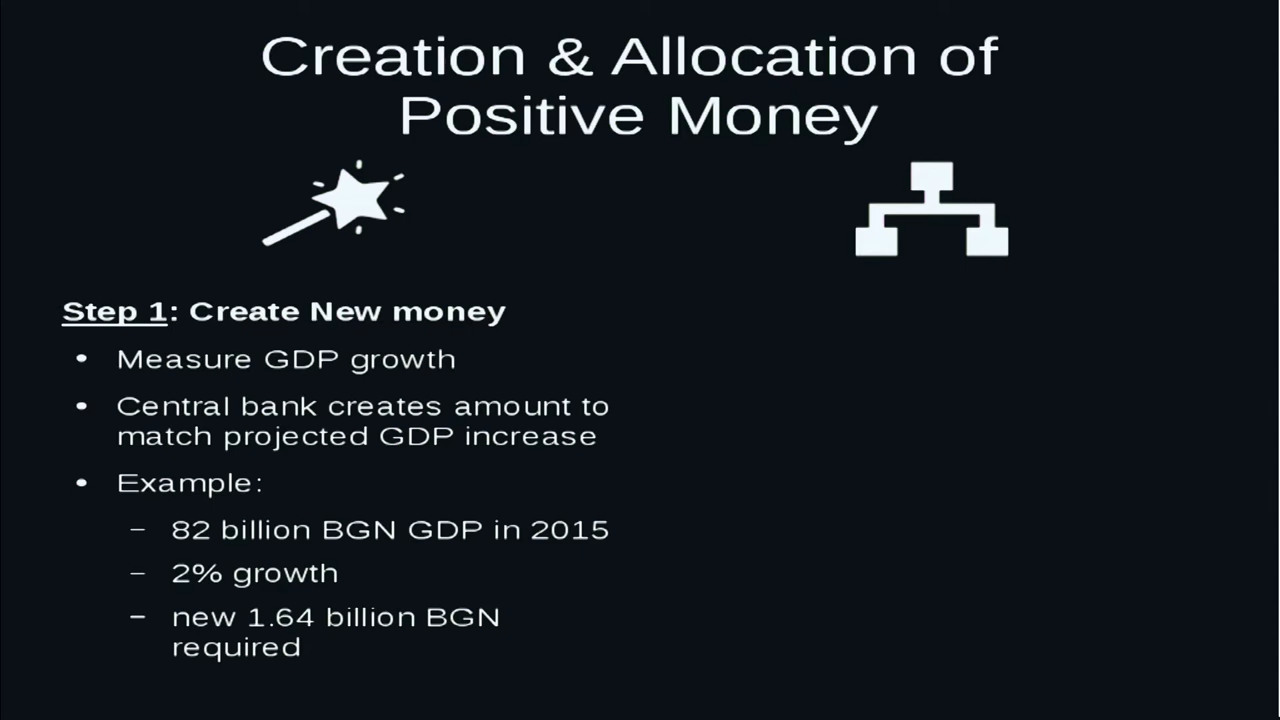 Creation & Allocation of
Positive Money
Step 1: Create New money
• Measure GDP growth
• Central bank creates amount to
match projected GDP increase
• Example:
– 82 billion BGN GDP in 2015
– 2% growth
– new 1.64 billion BGN
required